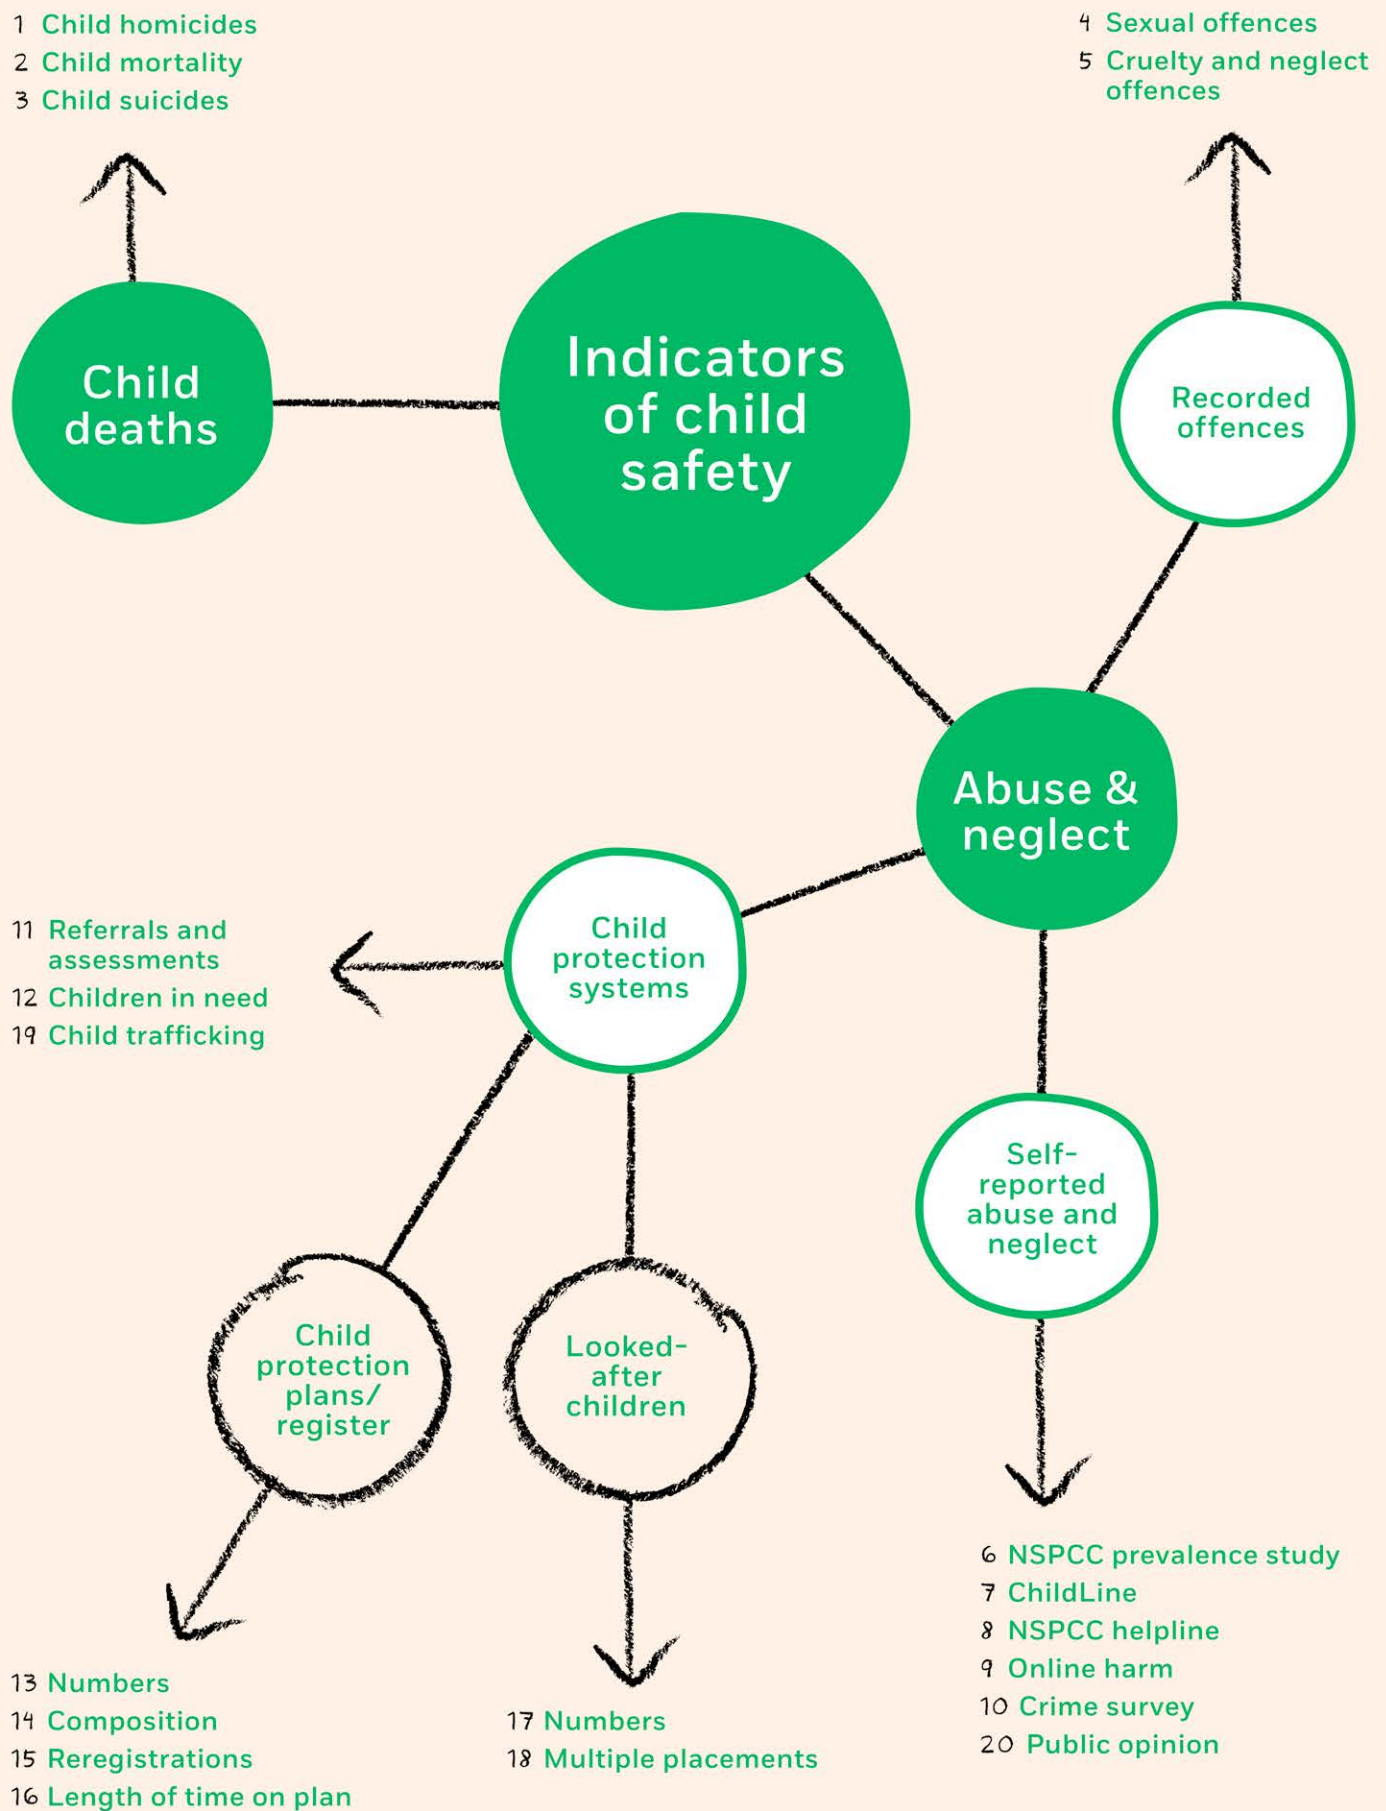 1 Child homicides
2 Child mortality
3 Child suicides
4 Sexual offences
5 Cruelty and neglect
offences
Child
deaths
Indicators
of child
safety
Recorded
offences
Abuse &
neglect
Child
protection
systems
11 Referrals and
assessments
12 Children in need
19 Child trafficking
Self-
reported
abuse and
neglect
Child
protection
plans/
register
Looked-
after
children
6 NSPCC prevalence study
7 ChildLine
8 NSPCC helpline
9 Online harm
10 Crime survey
20 Public opinion
13 Numbers
14 Composition
15 Reregistrations
16 Length of time on plan
17 Numbers
18 Multiple placements